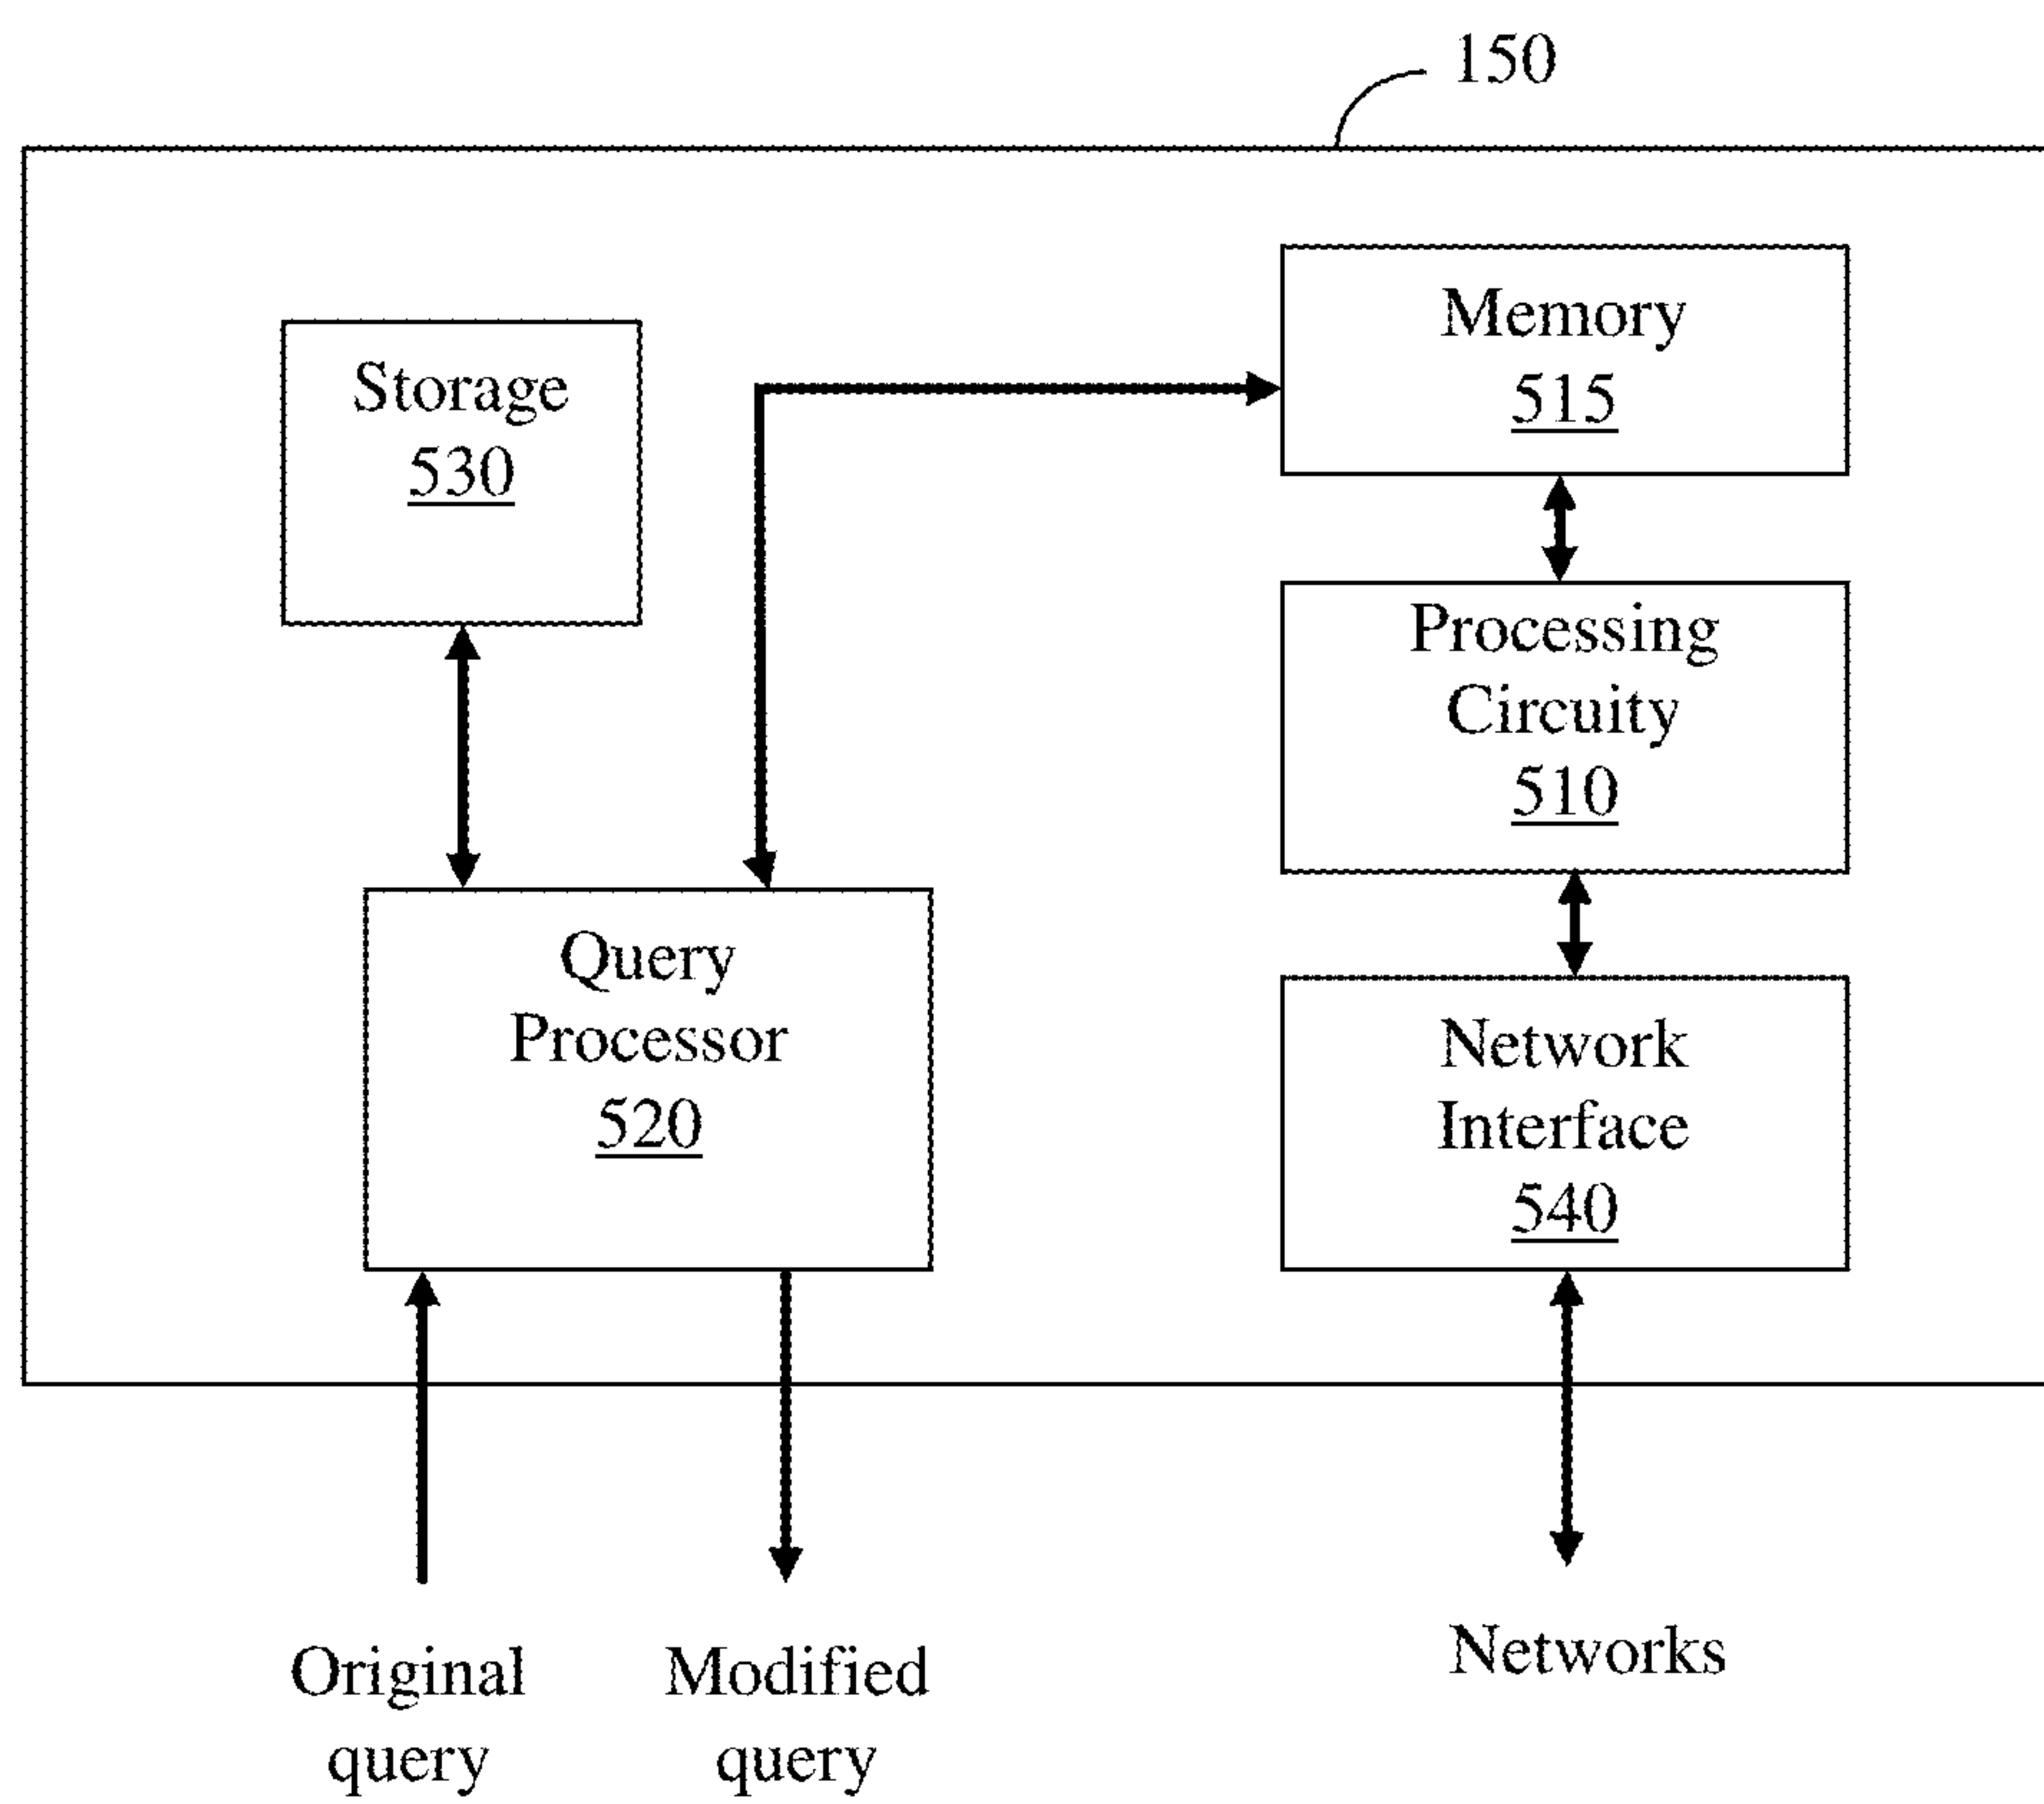 150
Storage
530
Memory
515
Processing
Circuity
510
Query
Processor
520
Network
Interface
540
Original
query
Modified
query
Networks